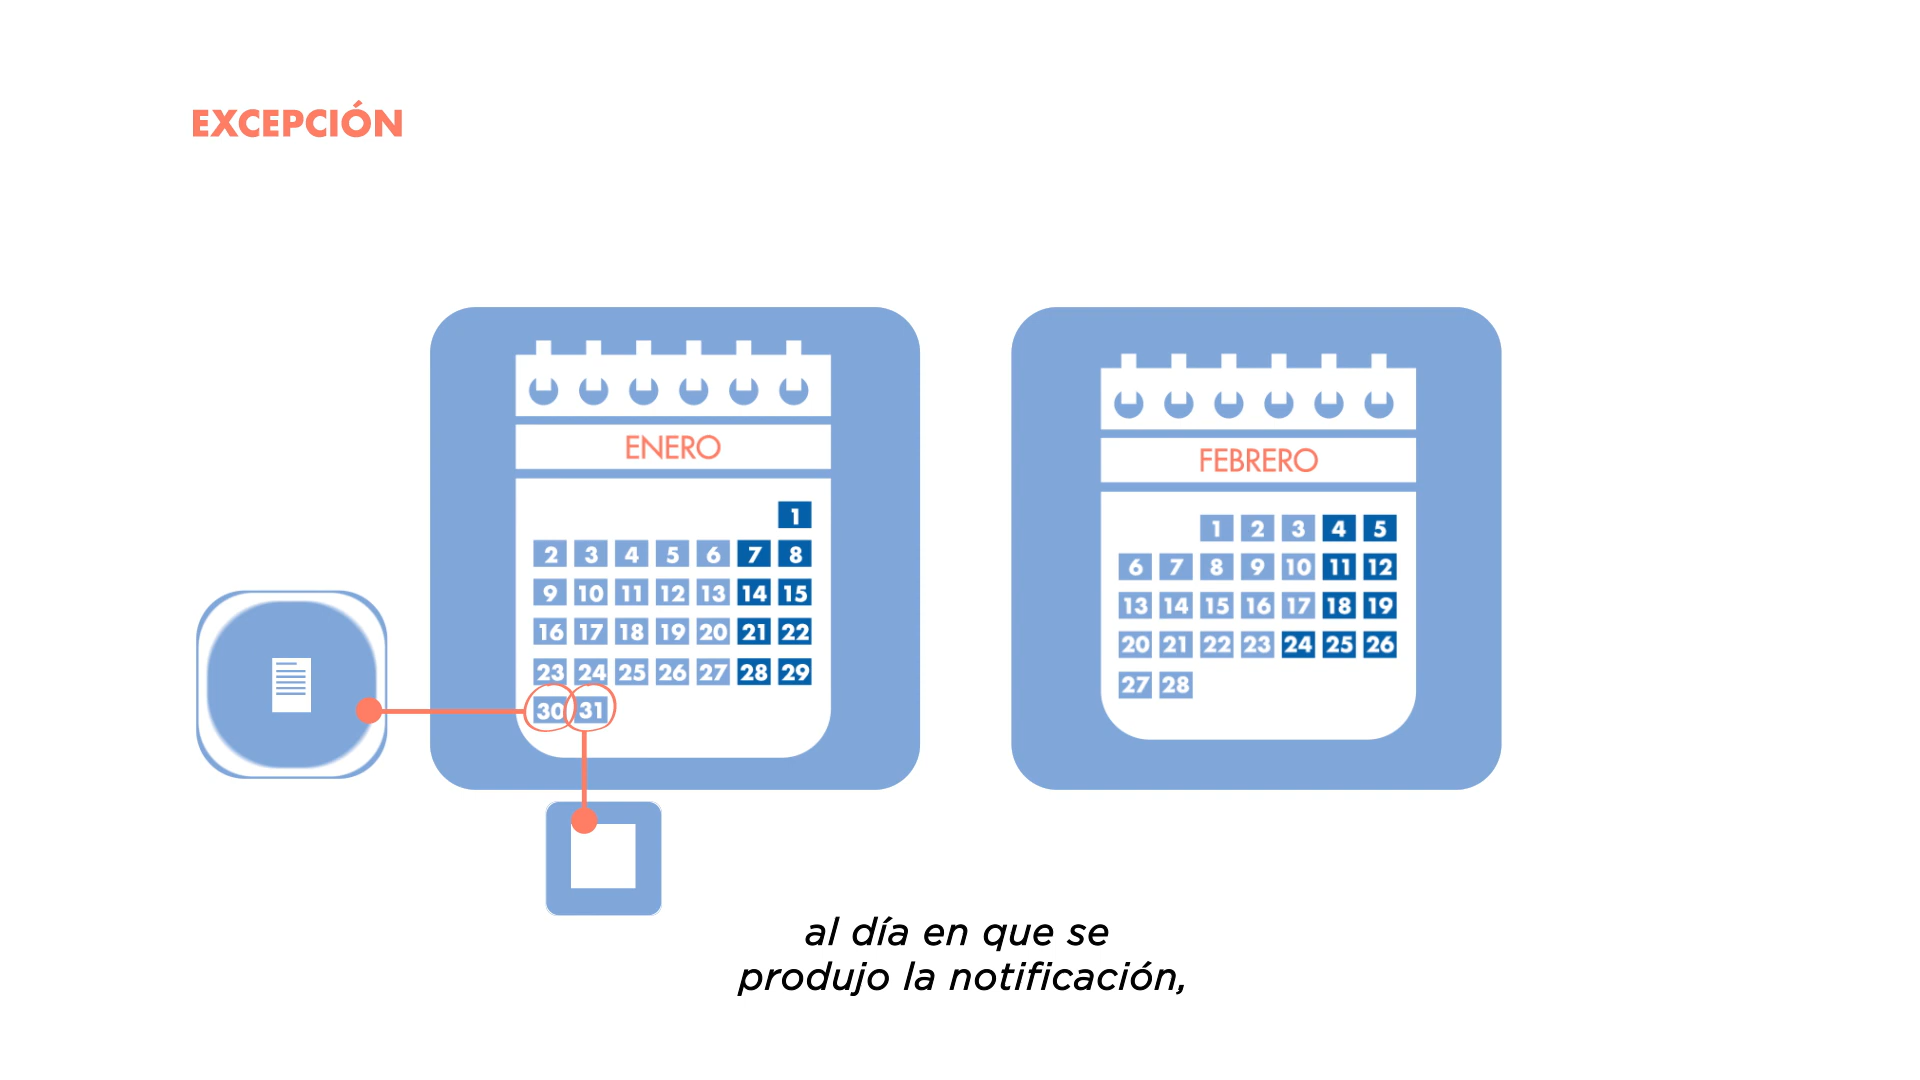 EXCEPCIÓN
ENERO
1
2 3 4 5 6 7 8
9 10 11 12 13 14 15
16 17 18 19 20 21 22
23 24 25 26 27 28 29
30 31
FEBRERO
1 2 3 4 5
6 7 8 9 10 11 12
13 14 15 16 17 18 19
20 21 22 23 24 25 26
27 28
al día en que se
produjo la notificación,